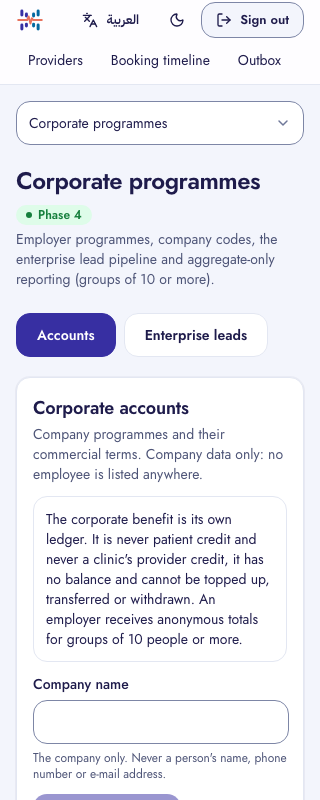 العربية
Sign out
Providers
Booking timeline
Outbox
Corporate programmes
Corporate programmes
Phase 4
Employer programmes, company codes, the
enterprise lead pipeline and aggregate-only
reporting (groups of 10 or more).
Accounts
Enterprise leads
Corporate accounts
Company programmes and their
commercial terms. Company data only: no
employee is listed anywhere.
The corporate benefit is its own
ledger. It is never patient credit and
never a clinic's provider credit, it has
no balance and cannot be topped up,
transferred or withdrawn. An
employer receives anonymous totals
for groups of 10 people or more.
Company name
The company only. Never a person's name, phone
number or e-mail address.